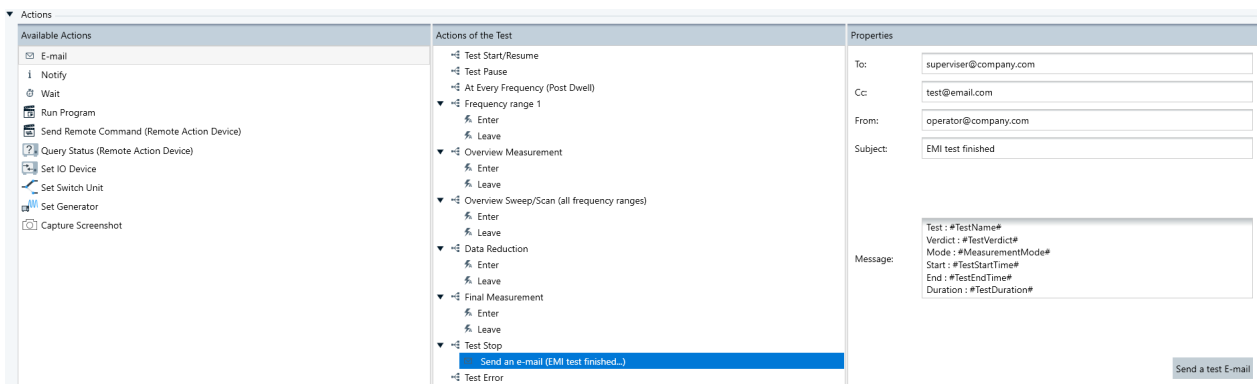 Actions
Available Actions
E-mail
Notify
Wait
Run Program
Send Remote Command (Remote Action Device)
Query Status (Remote Action Device)
Set IO Device
Set Switch Unit
Set Generator
Capture Screenshot
Actions of the Test
Test Start/Resume
Test Pause
At Every Frequency (Post Dwell)
Frequency range 1
Enter
Leave
Overview Measurement
Enter
Leave
Overview Sweep/Scan (all frequency ranges)
Enter
Leave
Data Reduction
Enter
Leave
Final Measurement
Enter
Leave
Test Stop
Send an e-mail (EMI test finished...)
Test Error
Properties
To: superviser@company.com
Cc: test@email.com
From: operator@company.com
Subject: EMI test finished
Message:
Test : #TestName#
Verdict : #TestVerdict#
Mode : #MeasurementMode#
Start : #TestStartTime#
End : #TestEndTime#
Duration : #TestDuration#
Send a test E-mail